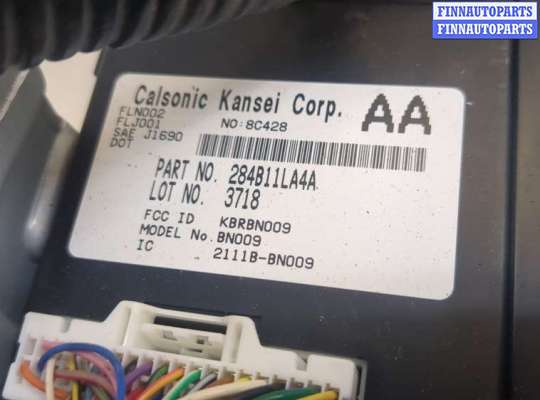 FINNAUTOPARTS
FINNAUTOPARTS
Calsonic Kansei Corp.
AA
FLN002
FLJ001
SAE J1690
DOT
NO:8C428
PART NO. 284B11LA4A
LOT NO. 3718
FCC ID KBRBN009
MODEL No. BN009
IC 2111B-BN009